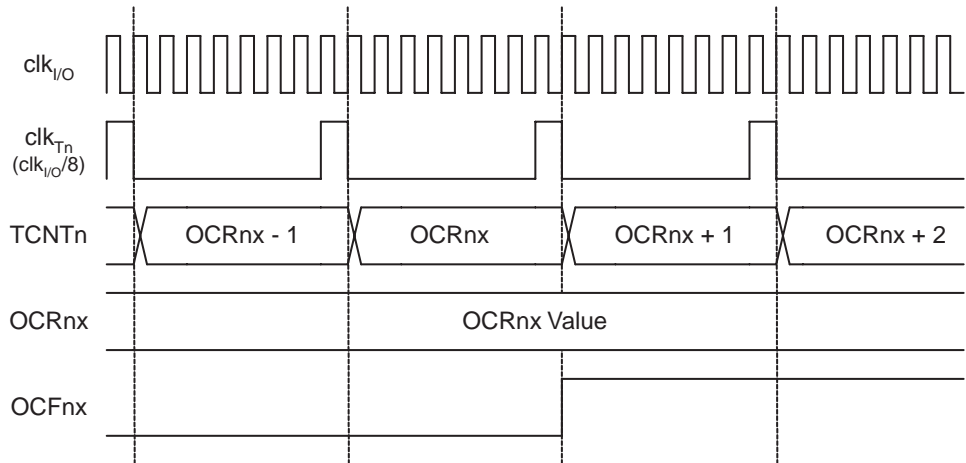 clkI/O
clkTn
(clkI/O/8)
TCNTn OCRnx - 1 OCRnx OCRnx + 1 OCRnx + 2
OCRnx OCRnx Value
OCFnx